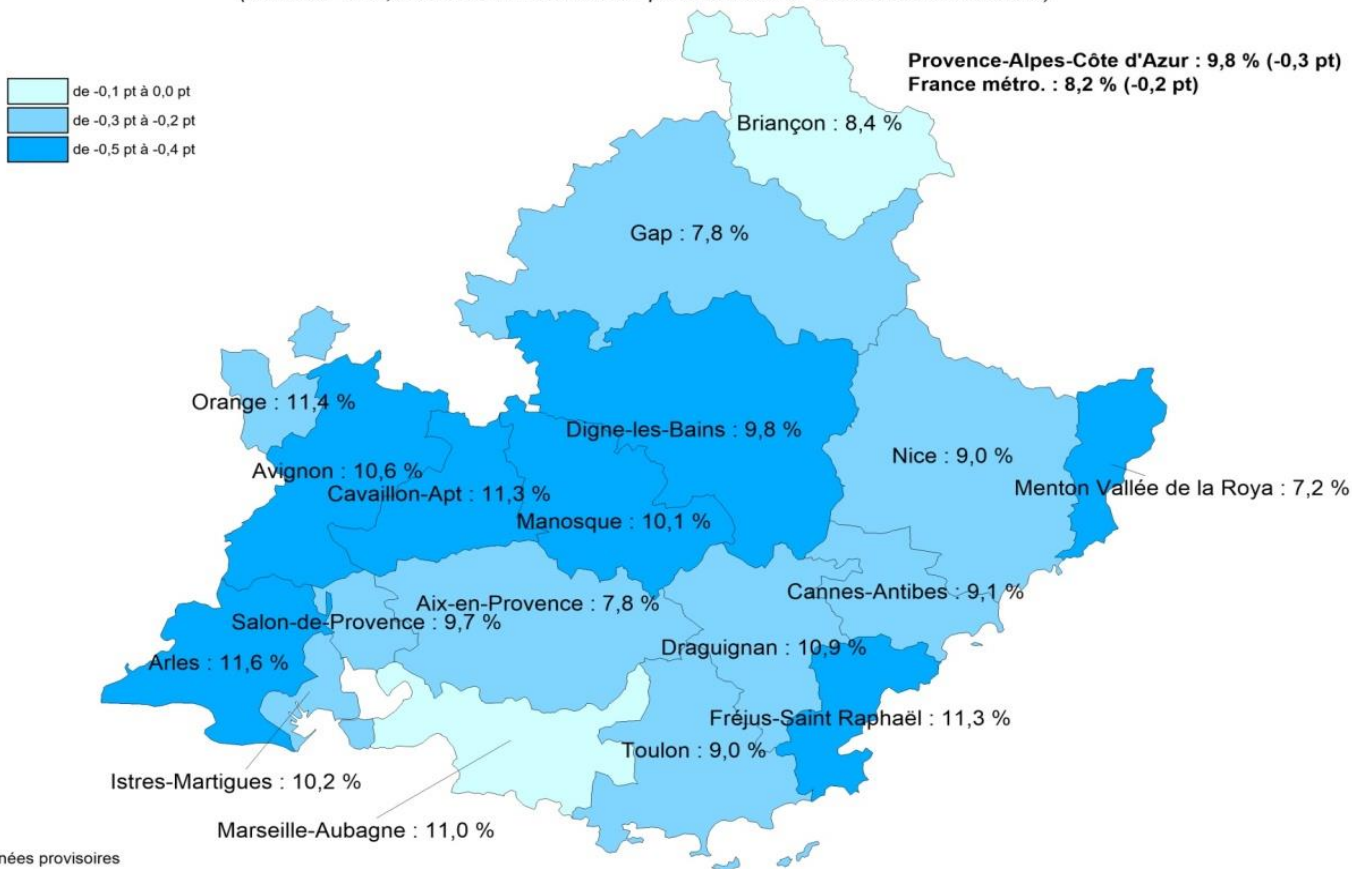 Provence-Alpes-Côte d'Azur : 9,8 % (-0,3 pt)
France métro. : 8,2 % (-0,2 pt)
de -0,1 pt à 0,0 pt
de -0,3 pt à -0,2 pt
de -0,5 pt à -0,4 pt
Briançon : 8,4 %
Gap : 7,8 %
Orange : 11,4 %
Digne-les-Bains : 9,8 %
Nice : 9,0 %
Avignon : 10,6 %
Menton Vallée de la Roya : 7,2 %
Cavaillon-Apt : 11,3 %
Manosque : 10,1 %
Cannes-Antibes : 9,1 %
Aix-en-Provence : 7,8 %
Salon-de-Provence : 9,7 %
Draguignan : 10,9 %
Arles : 11,6 %
Fréjus-Saint Raphaël : 11,3 %
Toulon : 9,0 %
Istres-Martigues : 10,2 %
Marseille-Aubagne : 11,0 %
nées provisoires